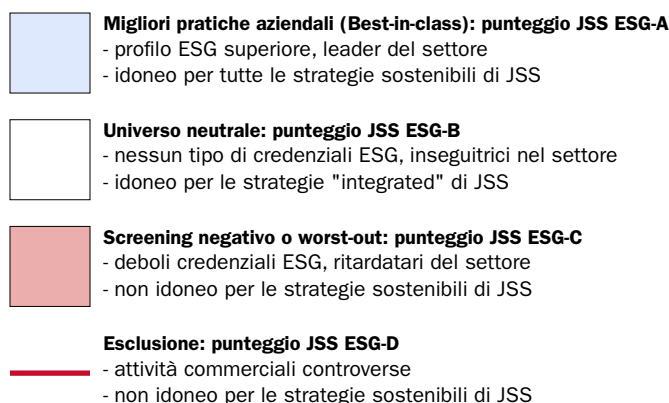 Migliori pratiche aziendali (Best-in-class): punteggio JSS ESG-A
- profilo ESG superiore, leader del settore
- idoneo per tutte le strategie sostenibili di JSS
Universo neutrale: punteggio JSS ESG-B
- nessun tipo di credenziali ESG, inseguitrici nel settore
- idoneo per le strategie "integrated" di JSS
Screening negativo o worst-out: punteggio JSS ESG-C
- deboli credenziali ESG, ritardatari del settore
- non idoneo per le strategie sostenibili di JSS
Esclusione: punteggio JSS ESG-D
- attività commerciali controverse
- non idoneo per le strategie sostenibili di JSS